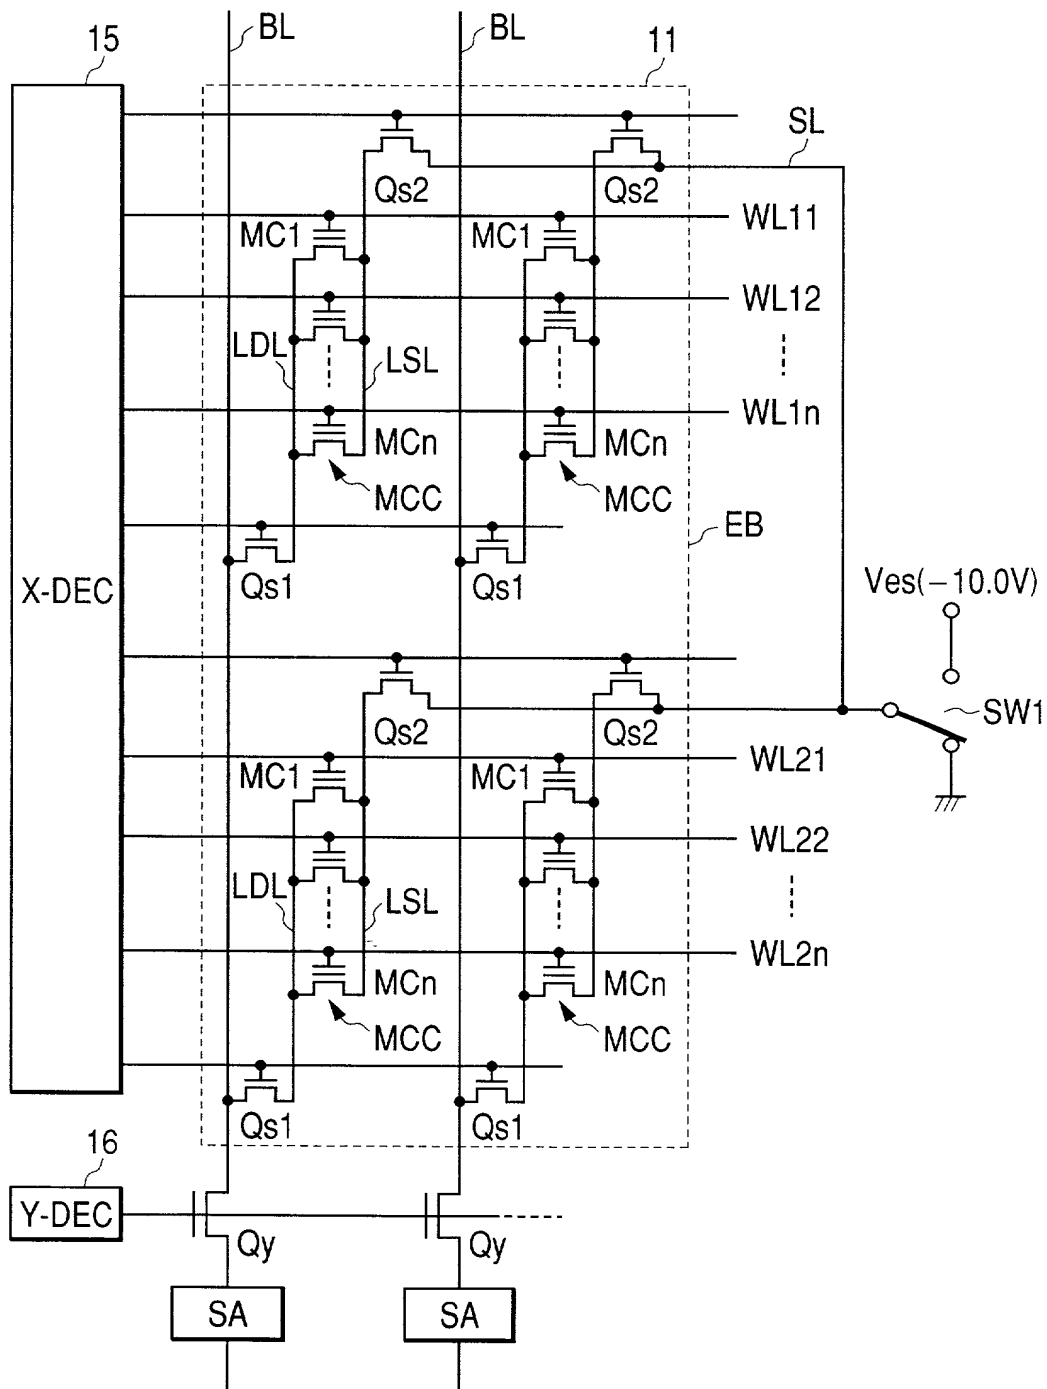 15
BL
BL
11
SL
Qs2
Qs2
MC1
MC1
WL11
WL12
LDL
LSL
WL1n
MCn
MCn
MCC
MCC
EB
X-DEC
Qs1
Qs1
Ves(−10.0V)
Qs2
Qs2
SW1
MC1
MC1
WL21
WL22
LDL
LSL
WL2n
MCn
MCn
MCC
MCC
Qs1
Qs1
16
Y-DEC
Qy
Qy
SA
SA